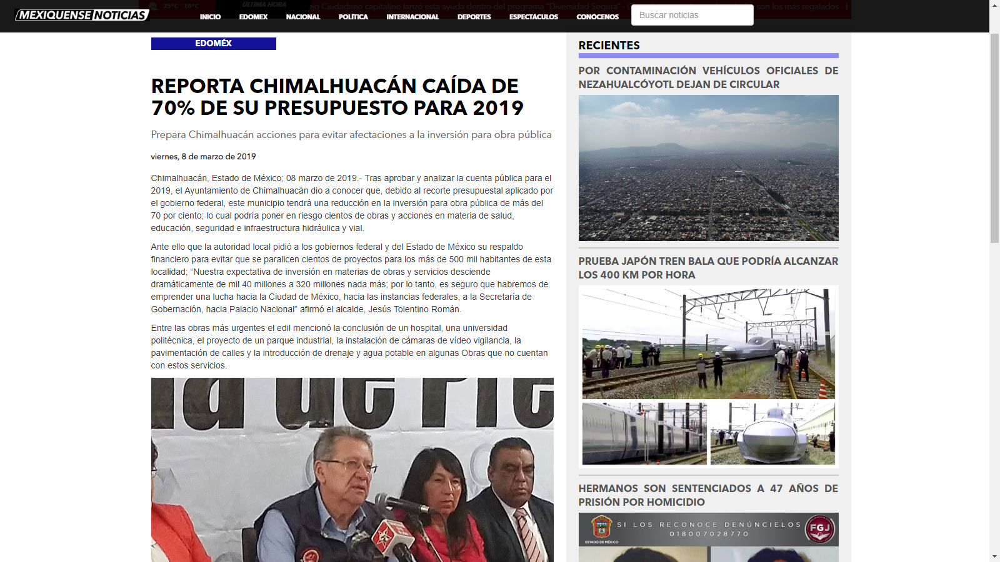 MEXIQUENSE NOTICIAS
25°C 10°C
ÚLTIMA HORA
Ciudadano capitalino lanzó esta ayuda dentro del programa "Diversidad Segura" -
son los más regalados -
INICIO EDOMEX NACIONAL POLÍTICA INTERNACIONAL DEPORTES ESPECTÁCULOS CONÓCENOS
Buscar noticias
EDOMÉX
REPORTA CHIMALHUACÁN CAÍDA DE
70% DE SU PRESUPUESTO PARA 2019
Prepara Chimalhuacán acciones para evitar afectaciones a la inversión para obra pública
viernes, 8 de marzo de 2019
Chimalhuacán, Estado de México; 08 marzo de 2019.- Tras aprobar y analizar la cuenta pública para el
2019, el Ayuntamiento de Chimalhuacán dio a conocer que, debido al recorte presupuestal aplicado por
el gobierno federal, este municipio tendrá una reducción en la inversión para obra pública de más del
70 por ciento; lo cual podría poner en riesgo cientos de obras y acciones en materia de salud,
educación, seguridad e infraestructura hidráulica y vial.
Ante ello que la autoridad local pidió a los gobiernos federal y del Estado de México su respaldo
financiero para evitar que se paralicen cientos de proyectos para los más de 500 mil habitantes de esta
localidad; “Nuestra expectativa de inversión en materias de obras y servicios desciende
dramáticamente de mil 40 millones a 320 millones nada más; por lo tanto, es seguro que habremos de
emprender una lucha hacia la Ciudad de México, hacia las instancias federales, a la Secretaría de
Gobernación, hacia Palacio Nacional” afirmó el alcalde, Jesús Tolentino Román.
Entre las obras más urgentes el edil mencionó la conclusión de un hospital, una universidad
politécnica, el proyecto de un parque industrial, la instalación de cámaras de vídeo vigilancia, la
pavimentación de calles y la introducción de drenaje y agua potable en algunas Obras que no cuentan
con estos servicios.
RECIENTES
POR CONTAMINACIÓN VEHÍCULOS OFICIALES DE
NEZAHUALCÓYOTL DEJAN DE CIRCULAR
PRUEBA JAPÓN TREN BALA QUE PODRÍA ALCANZAR
LOS 400 KM POR HORA
HERMANOS SON SENTENCIADOS A 47 AÑOS DE
PRISIÓN POR HOMICIDIO
SI LOS RECONOCE DENÚNCIELOS
018007028770
ESTADO DE MÉXICO
FGJ